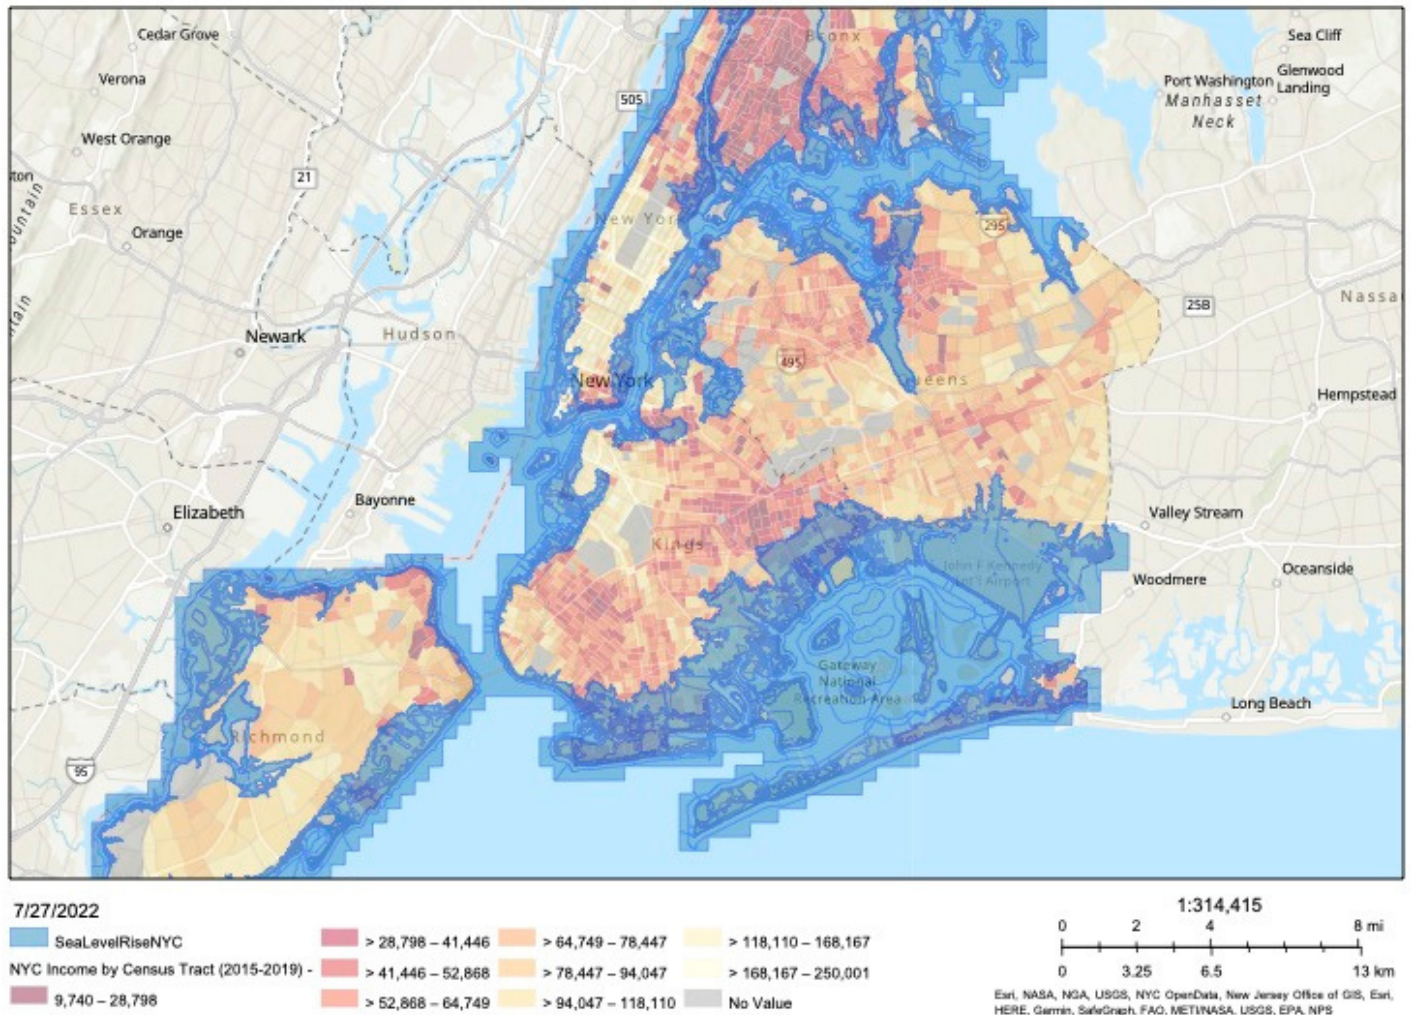 Cedar Grove
Bronx
Sea Cliff
Verona
505
Port Washington
Glenwood
Landing
Manhasset
Neck
West Orange
21
Essex
New York
295
Orange
25B
Newark
Hudson
495
New York
Queens
Hempstead
Bayonne
Elizabeth
Valley Stream
Kings
John F Kennedy
Int'l Airport
Oceanside
Woodmere
Gateway
National
Recreation Area
Long Beach
Richmond
95
7/27/2022
SeaLevelRiseNYC
NYC Income by Census Tract (2015-2019) -
9,740 – 28,798
> 28,798 – 41,446
> 41,446 – 52,868
> 52,868 – 64,749
> 64,749 – 78,447
> 78,447 – 94,047
> 94,047 – 118,110
> 118,110 – 168,167
> 168,167 – 250,001
No Value
1:314,415
0 2 4 8 mi
0 3.25 6.5 13 km
Esri, NASA, NGA, USGS, NYC OpenData, New Jersey Office of GIS, Esri,
HERE, Garmin, SafeGraph, FAO, METI/NASA, USGS, EPA, NPS